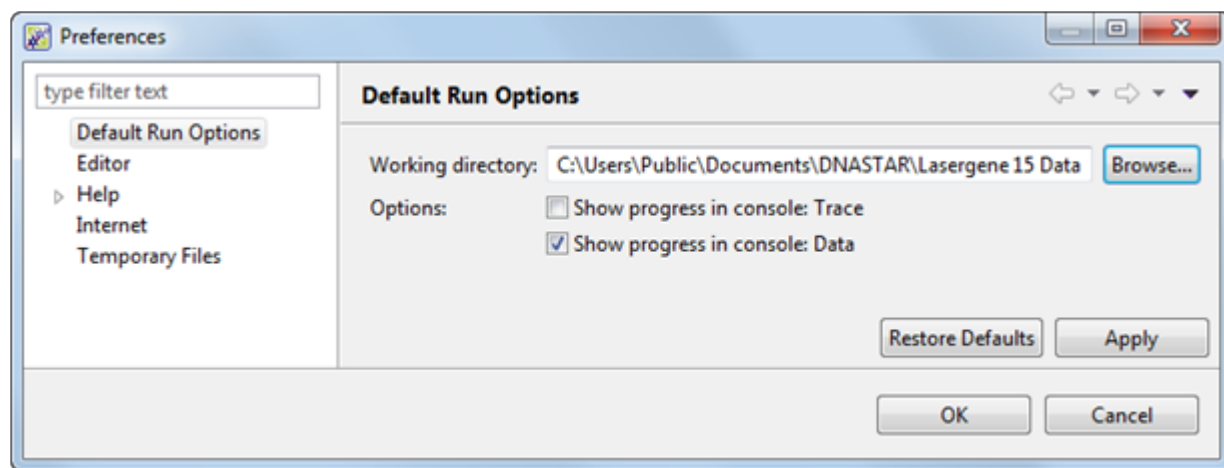 Preferences
type filter text
Default Run Options
Editor
Help
Internet
Temporary Files
Default Run Options
Working directory: C:\Users\Public\Documents\DNASTAR\Lasergene 15 Data Browse...
Options: Show progress in console: Trace
Show progress in console: Data
Restore Defaults Apply
OK Cancel